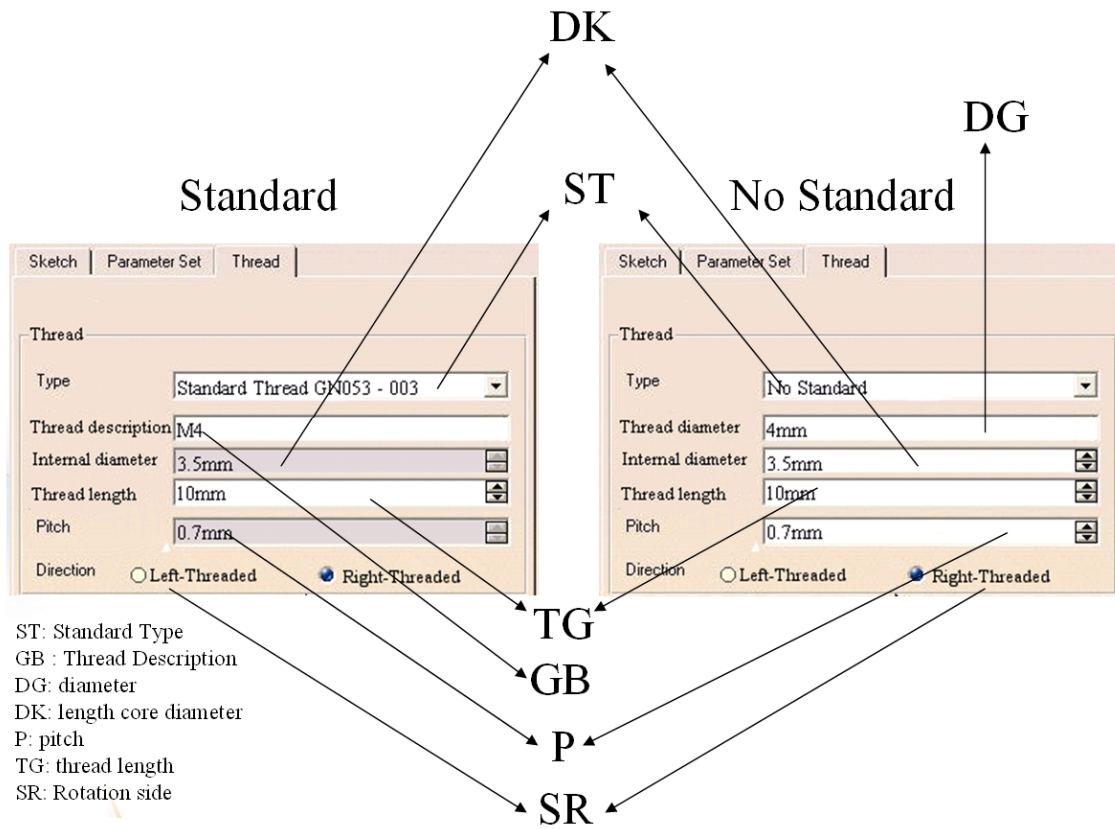 DK
DG
Standard
ST
No Standard
Sketch Parameter Set Thread
Thread
Type Standard Thread GN053 - 003
Thread description M4
Internal diameter 3.5mm
Thread length 10mm
Pitch 0.7mm
Direction Left-Threaded Right-Threaded
Sketch Parameter Set Thread
Thread
Type No Standard
Thread diameter 4mm
Internal diameter 3.5mm
Thread length 10mm
Pitch 0.7mm
Direction Left-Threaded Right-Threaded
TG
GB
P
SR
ST: Standard Type
GB : Thread Description
DG: diameter
DK: length core diameter
P: pitch
TG: thread length
SR: Rotation side